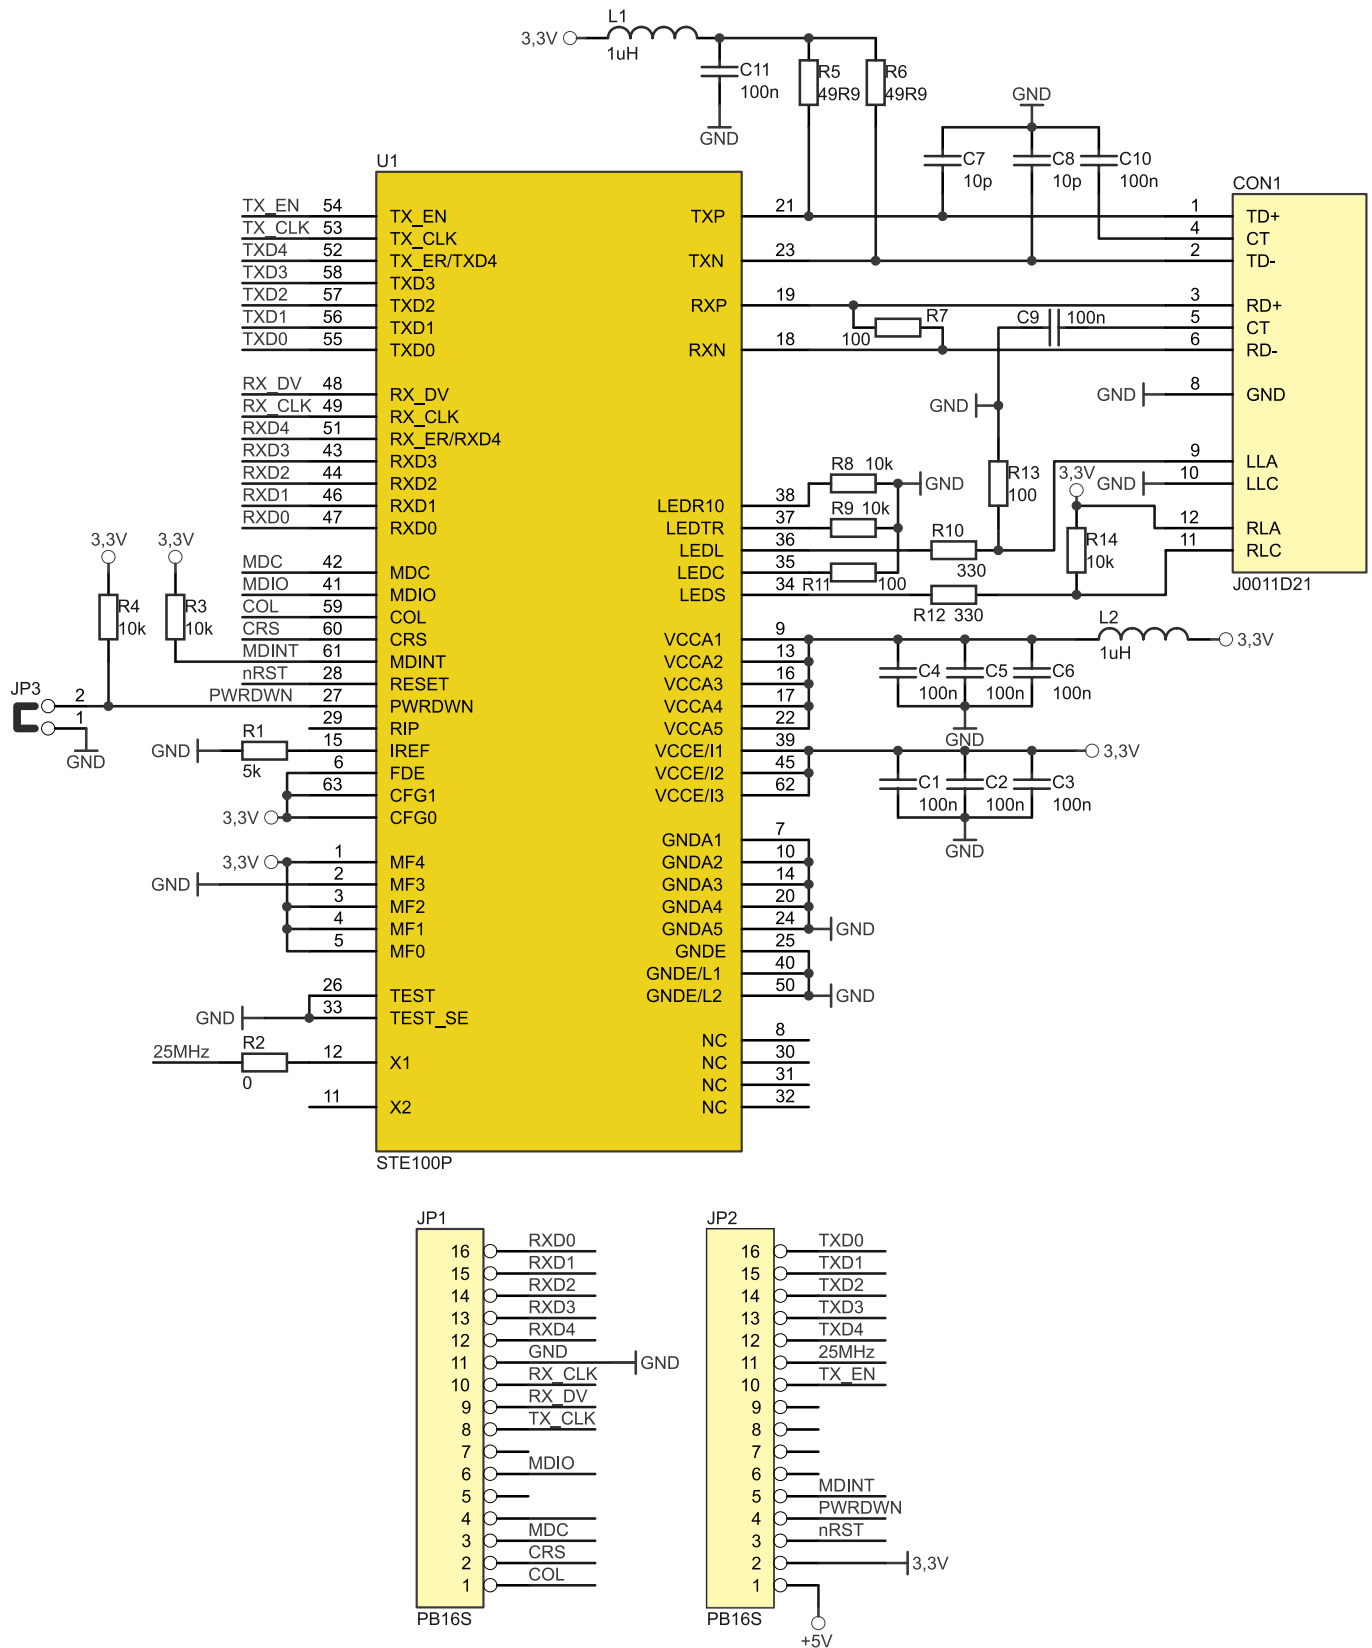 L1
3,3V
1uH
C11
100n
GND
R5
49R9
R6
49R9
GND
C7
10p
C8
10p
C10
100n
U1
TX_EN 54 TX_EN
TX_CLK 53 TX_CLK
TXD4 52 TX_ER/TXD4
TXD3 58 TXD3
TXD2 57 TXD2
TXD1 56 TXD1
TXD0 55 TXD0
RX_DV 48 RX_DV
RX_CLK 49 RX_CLK
RXD4 51 RX_ER/RXD4
RXD3 43 RXD3
RXD2 44 RXD2
RXD1 46 RXD1
RXD0 47 RXD0
MDC 42 MDC
MDIO 41 MDIO
COL 59 COL
CRS 60 CRS
MDINT 61 MDINT
nRST 28 RESET
PWRDWN 27 PWRDWN
29 RIP
15 IREF
6 FDE
63 CFG1
3,3V CFG0
3,3V 1 MF4
GND 2 MF3
3 MF2
4 MF1
5 MF0
26 TEST
GND 33 TEST_SE
25MHz 12 X1
11 X2
3,3V
R4
10k
3,3V
R3
10k
JP3
2
1
GND
GND
R1
5k
R2
0
TXP 21
TXN 23
RXP 19
RXN 18
LEDR10 38
LEDTR 37
LEDL 36
LEDC 35
LEDS 34
VCCA1 9
VCCA2 13
VCCA3 16
VCCA4 17
VCCA5 22
VCCE/I1 39
VCCE/I2 45
VCCE/I3 62
GNDA1 7
GNDA2 10
GNDA3 14
GNDA4 20
GNDA5 24 GND
GNDE 25
GNDE/L1 40
GNDE/L2 50 GND
NC 8
NC 30
NC 31
NC 32
STE100P
R7
100
C9 100n
GND
R8 10k
GND
R9 10k
R10
330
R11 100
R12 330
R13
100
3,3V
R14
10k
L2
1uH
3,3V
C4
100n
C5
100n
C6
100n
GND
3,3V
C1
100n
C2
100n
C3
100n
GND
CON1
1 TD+
4 CT
2 TD-
3 RD+
5 CT
6 RD-
GND 8 GND
9 LLA
GND 10 LLC
12 RLA
11 RLC
J0011D21
JP1
16 RXD0
15 RXD1
14 RXD2
13 RXD3
12 RXD4
11 GND GND
10 RX_CLK
9 RX_DV
8 TX_CLK
7
6 MDIO
5
4
3 MDC
2 CRS
1 COL
PB16S
JP2
16 TXD0
15 TXD1
14 TXD2
13 TXD3
12 TXD4
11 25MHz
10 TX_EN
9
8
7
6
5 MDINT
4 PWRDWN
3 nRST
2 3,3V
1
PB16S
+5V